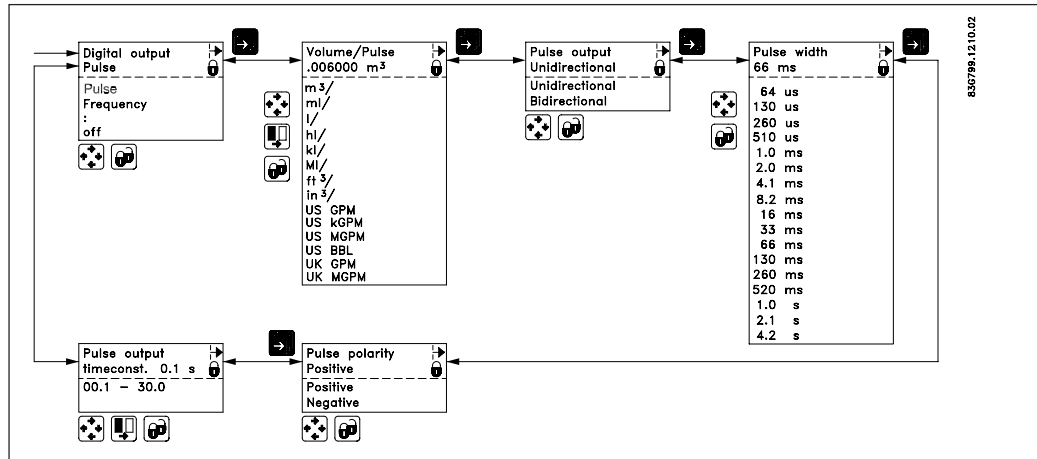 Digital output
Pulse
Pulse
Frequency
:
off
Volume/Pulse
.006000 m³
m³/
ml/
l/
hl/
kl/
Ml/
ft³/
in³/
US GPM
US kGPM
US MGPM
US BBL
UK GPM
UK MGPM
Pulse output
Unidirectional
Unidirectional
Bidirectional
Pulse width
66 ms
64 us
130 us
260 us
510 us
1.0 ms
2.0 ms
4.1 ms
8.2 ms
16 ms
33 ms
66 ms
130 ms
260 ms
520 ms
1.0 s
2.1 s
4.2 s
83G799.1210.02
Pulse output
timeconst. 0.1 s
00.1 – 30.0
Pulse polarity
Positive
Positive
Negative